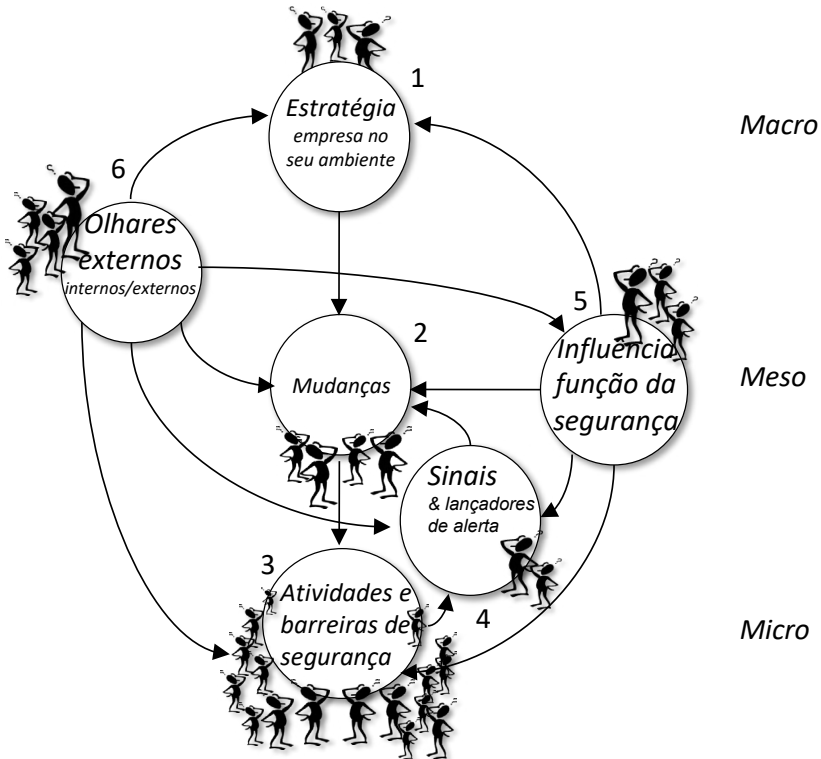 1
Estratégia
empresa no
seu ambiente
Macro
6
Olhares
externos
internos/externos
5
Influência
função da
segurança
2
Mudanças
Meso
Sinais
& lançadores
de alerta
4
3
Atividades e
barreiras de
segurança
Micro